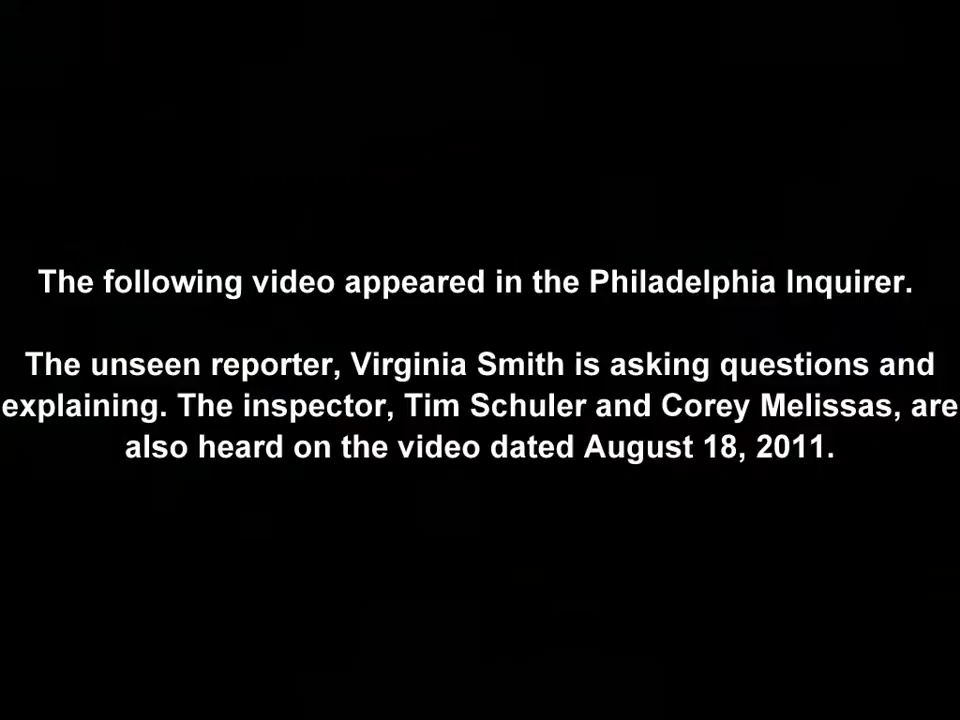 The following video appeared in the Philadelphia Inquirer.
The unseen reporter, Virginia Smith is asking questions and
explaining. The inspector, Tim Schuler and Corey Melissas, are
also heard on the video dated August 18, 2011.